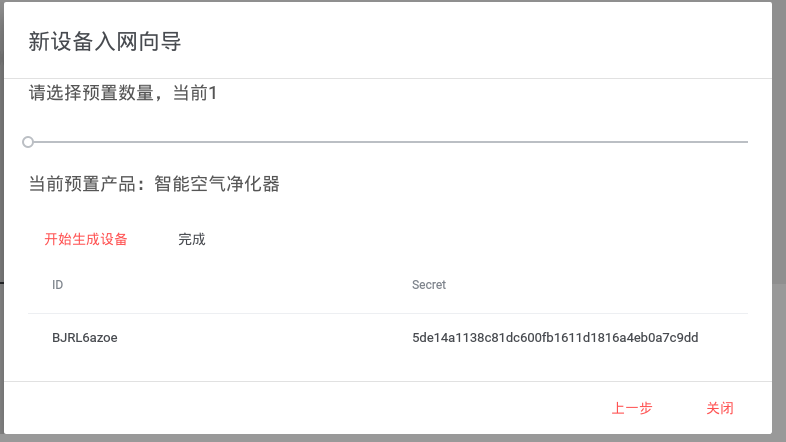 新设备入网向导
请选择预置数量，当前1
当前预置产品：智能空气净化器
开始生成设备 完成
ID Secret
BJRL6azoe 5de14a1138c81dc600fb1611d1816a4eb0a7c9dd
上一步 关闭